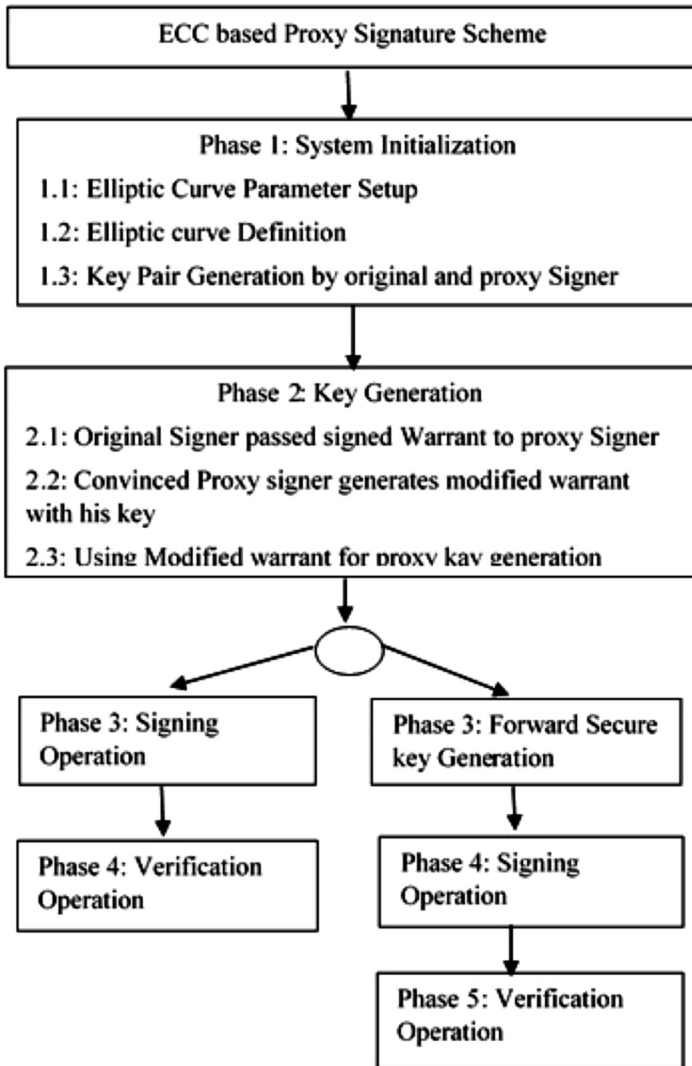 ECC based Proxy Signature Scheme
Phase 1: System Initialization
1.1: Elliptic Curve Parameter Setup
1.2: Elliptic curve Definition
1.3: Key Pair Generation by original and proxy Signer
Phase 2: Key Generation
2.1: Original Signer passed signed Warrant to proxy Signer
2.2: Convinced Proxy signer generates modified warrant
with his key
2.3: Using Modified warrant for proxy kay generation
Phase 3: Signing
Operation
Phase 4: Verification
Operation
Phase 3: Forward Secure
key Generation
Phase 4: Signing
Operation
Phase 5: Verification
Operation